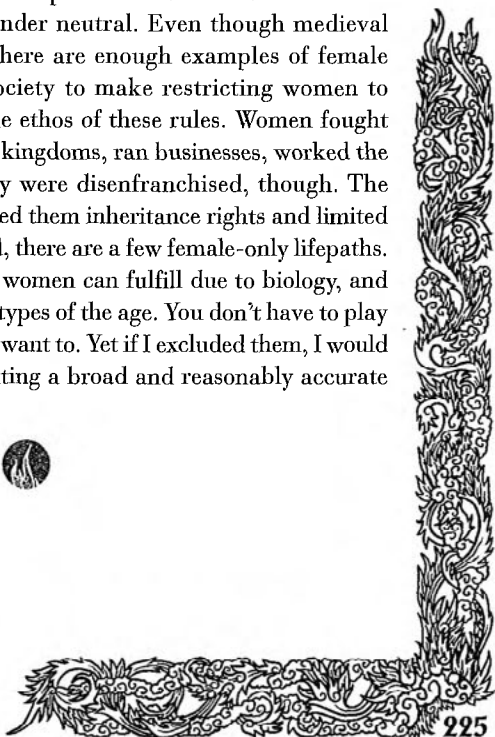 nder neutral. Even though medieval
here are enough examples of female
ociety to make restricting women to
e ethos of these rules. Women fought
kingdoms, ran businesses, worked the
y were disenfranchised, though. The
ed them inheritance rights and limited
, there are a few female-only lifepaths.
women can fulfill due to biology, and
types of the age. You don't have to play
want to. Yet if I excluded them, I would
ting a broad and reasonably accurate
225